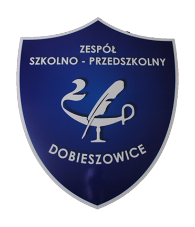 ZESPÓŁ
SZKOLNO - PRZEDSZKOLNY
DOBIESZOWICE